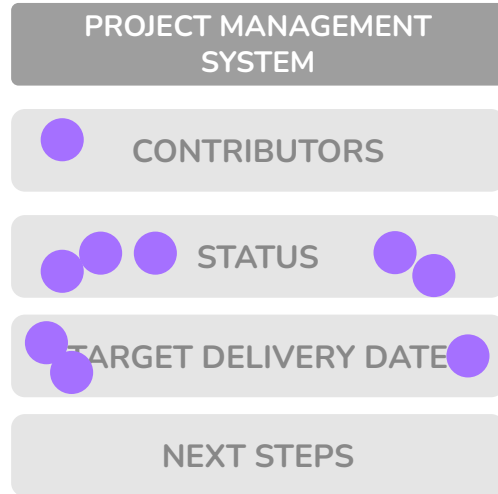 PROJECT MANAGEMENT
SYSTEM
CONTRIBUTORS
STATUS
TARGET DELIVERY DATE
NEXT STEPS